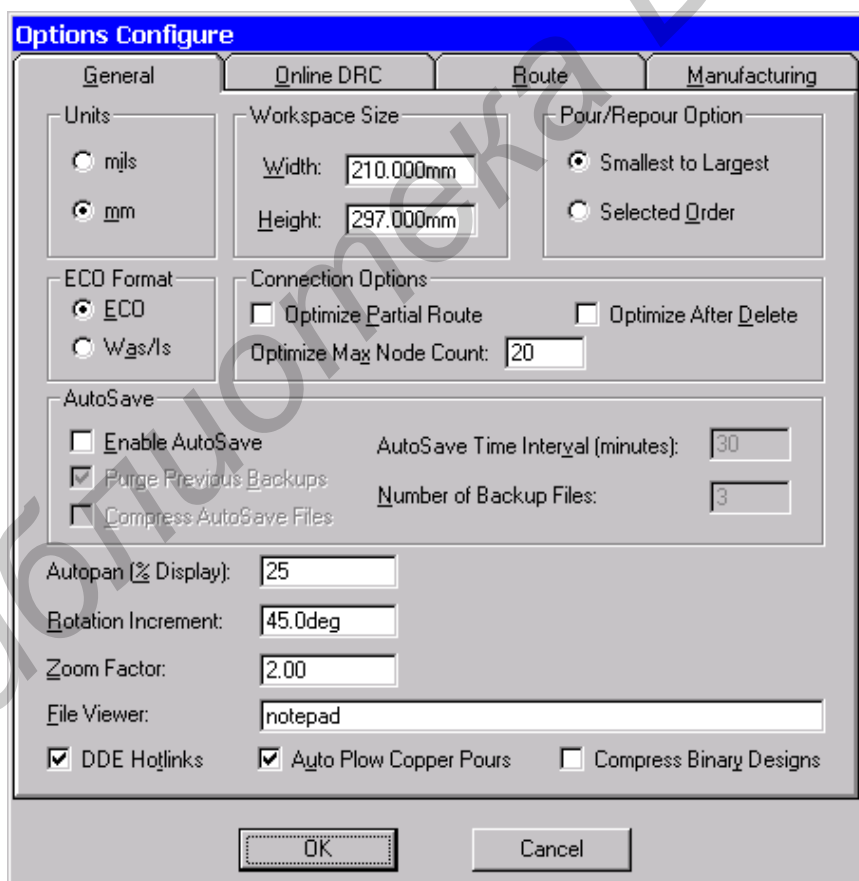 Options Configure
General Online DRC Route Manufacturing
Units Workspace Size Pour/Repour Option
mils Width: 210.000mm Smallest to Largest
mm Height: 297.000mm Selected Order
ECO Format Connection Options
ECO Optimize Partial Route Optimize After Delete
Was/Is Optimize Max Node Count: 20
AutoSave
Enable AutoSave AutoSave Time Interval (minutes): 30
Purge Previous Backups
Number of Backup Files: 3
Compress AutoSave Files
Autopan (% Display): 25
Rotation Increment: 45.0deg
Zoom Factor: 2.00
File Viewer: notepad
DDE Hotlinks Auto Plow Copper Pours Compress Binary Designs
OK Cancel